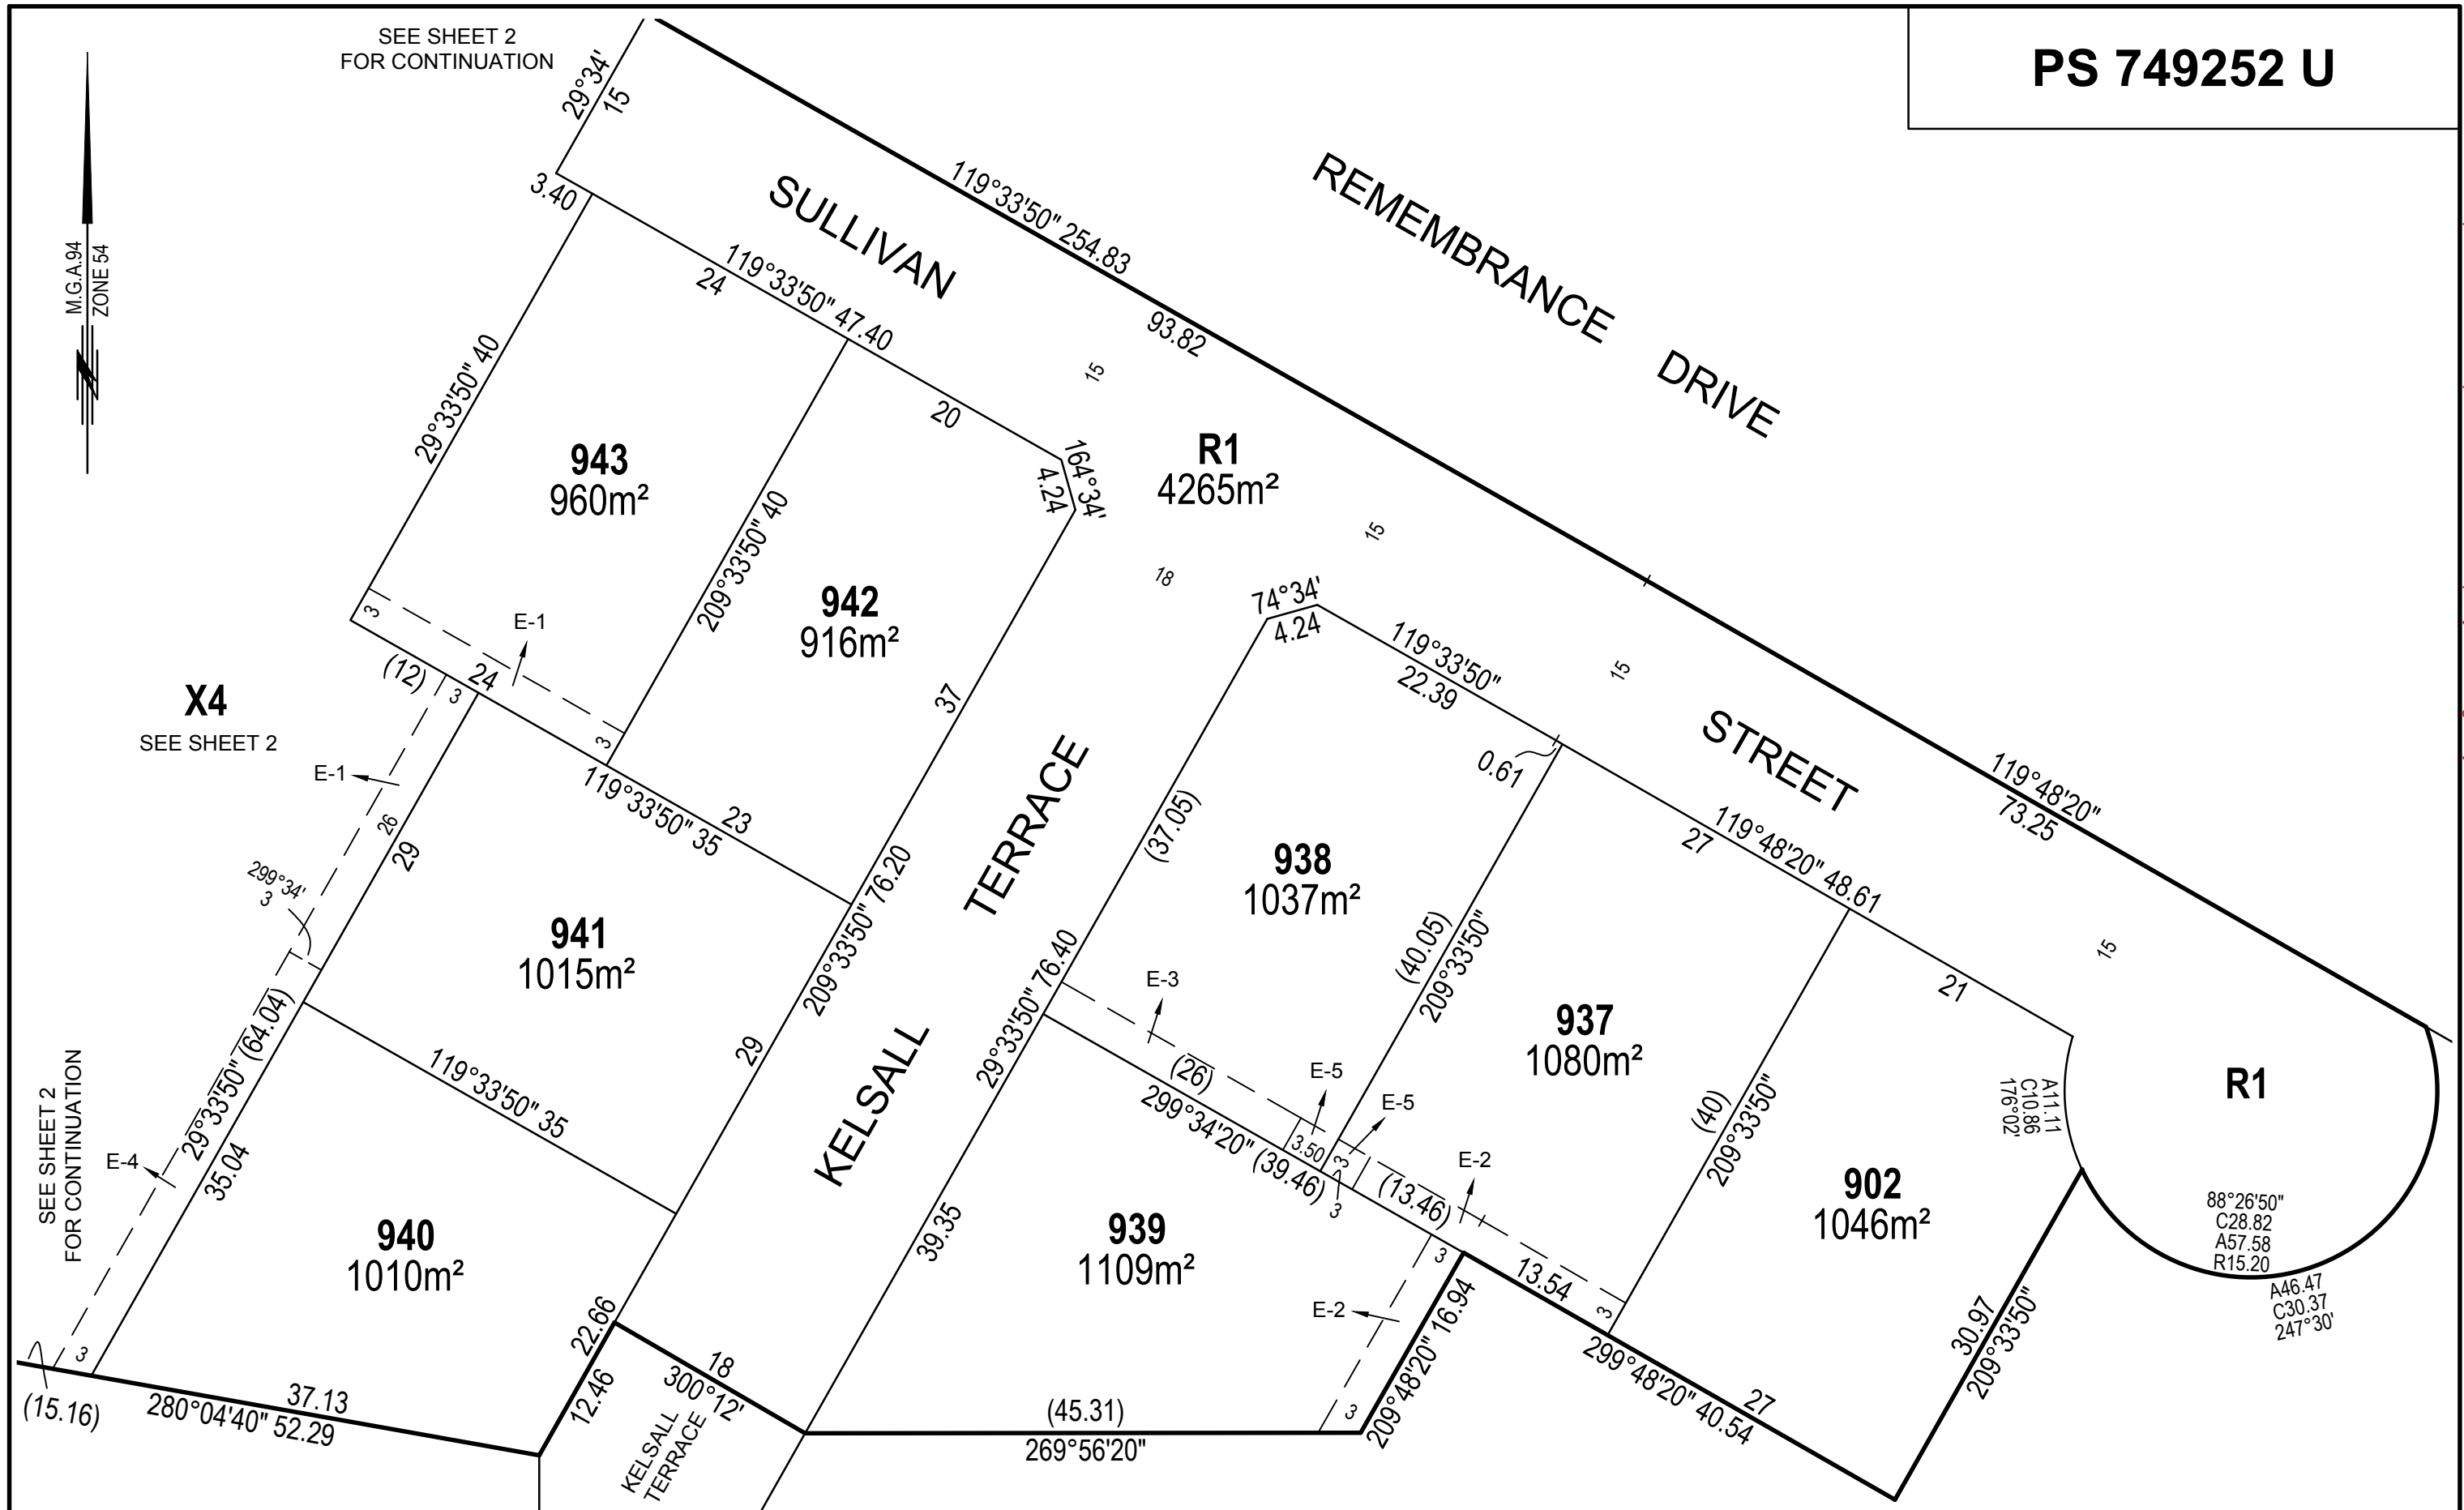 SEE SHEET 2
FOR CONTINUATION
PS 749252 U
29°34'
15
M.G.A.94
ZONE 54
3.40
SULLIVAN
119°33'50" 254.83
93.82
REMEMBRANCE DRIVE
119°33'50" 47.40
24
20
15
29°33'50" 40
943
960m²
209°33'50" 40
164°34'
4.24
R1
4265m²
15
18
942
916m²
74°34'
4.24
119°33'50"
22.39
15
3
E-1
(12)
24
3
3
X4
SEE SHEET 2
E-1
26
29
119°33'50" 35
23
37
TERRACE
(37.05)
0.61
STREET
119°48'20"
73.25
119°48'20" 48.61
27
21
15
299°34'
3
941
1015m²
209°33'50" 76.20
938
1037m²
(40.05)
209°33'50"
29°33'50" 76.40
E-3
937
1080m²
29°33'50" (64.04)
119°33'50" 35
29
KELSALL
(26)
E-5
E-5
299°34'20" (39.46)
3.50
3
3
(13.46)
E-2
(40)
209°33'50"
A11.11
C10.86
176°02'
R1
SEE SHEET 2
FOR CONTINUATION
E-4
35.04
940
1010m²
39.35
939
1109m²
902
1046m²
88°26'50"
C28.82
A57.58
R15.20
A46.47
C30.37
247°30'
3
13.54
3
E-2
209°48'20" 16.94
30.97
209°33'50"
22.66
18
300°12'
12.46
3
(15.16)
37.13
280°04'40" 52.29
KELSALL
TERRACE
(45.31)
269°56'20"
3
299°48'20" 40.54
27